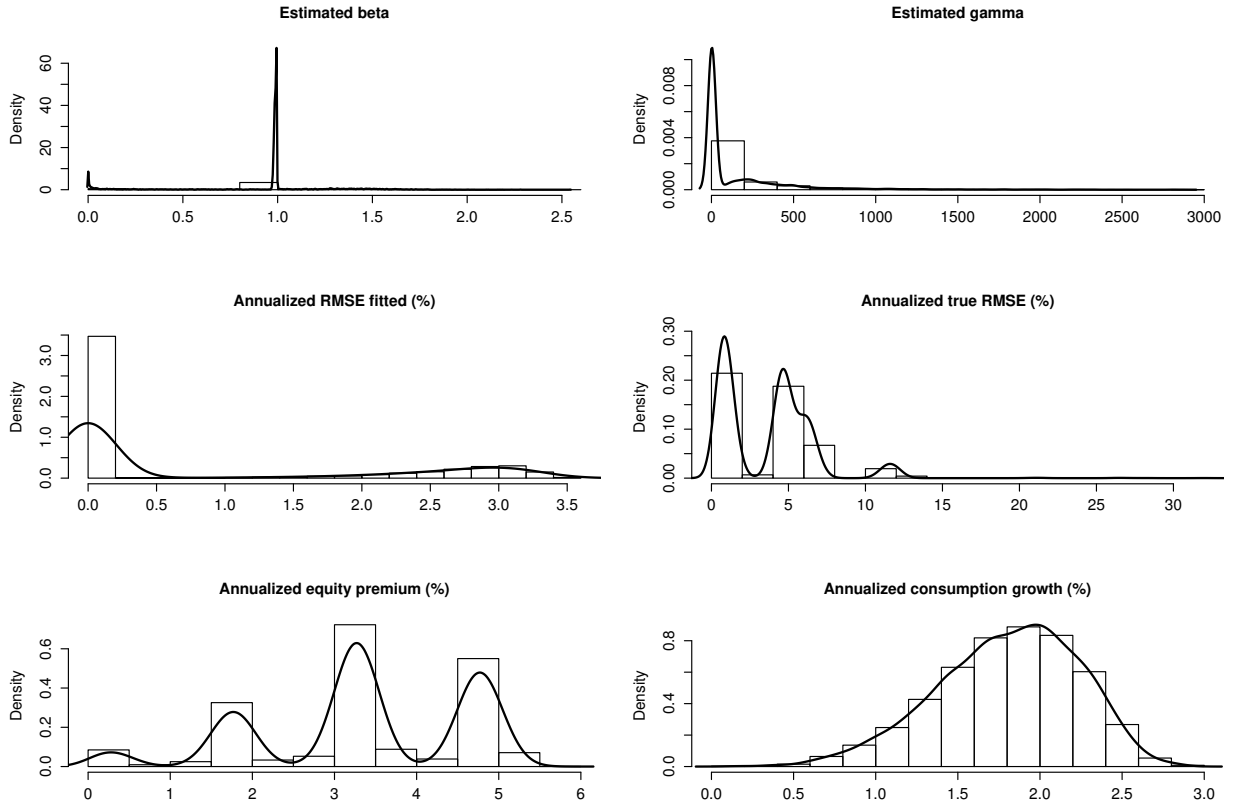 Estimated beta
Density
0 20 40 60
0.0 0.5 1.0 1.5 2.0 2.5
Estimated gamma
Density
0.000 0.004 0.008
0 500 1000 1500 2000 2500 3000
Annualized RMSE fitted (%)
Density
0.0 1.0 2.0 3.0
0.0 0.5 1.0 1.5 2.0 2.5 3.0 3.5
Annualized true RMSE (%)
Density
0.00 0.10 0.20 0.30
0 5 10 15 20 25 30
Annualized equity premium (%)
Density
0.0 0.2 0.4 0.6
0 1 2 3 4 5 6
Annualized consumption growth (%)
Density
0.0 0.4 0.8
0.0 0.5 1.0 1.5 2.0 2.5 3.0